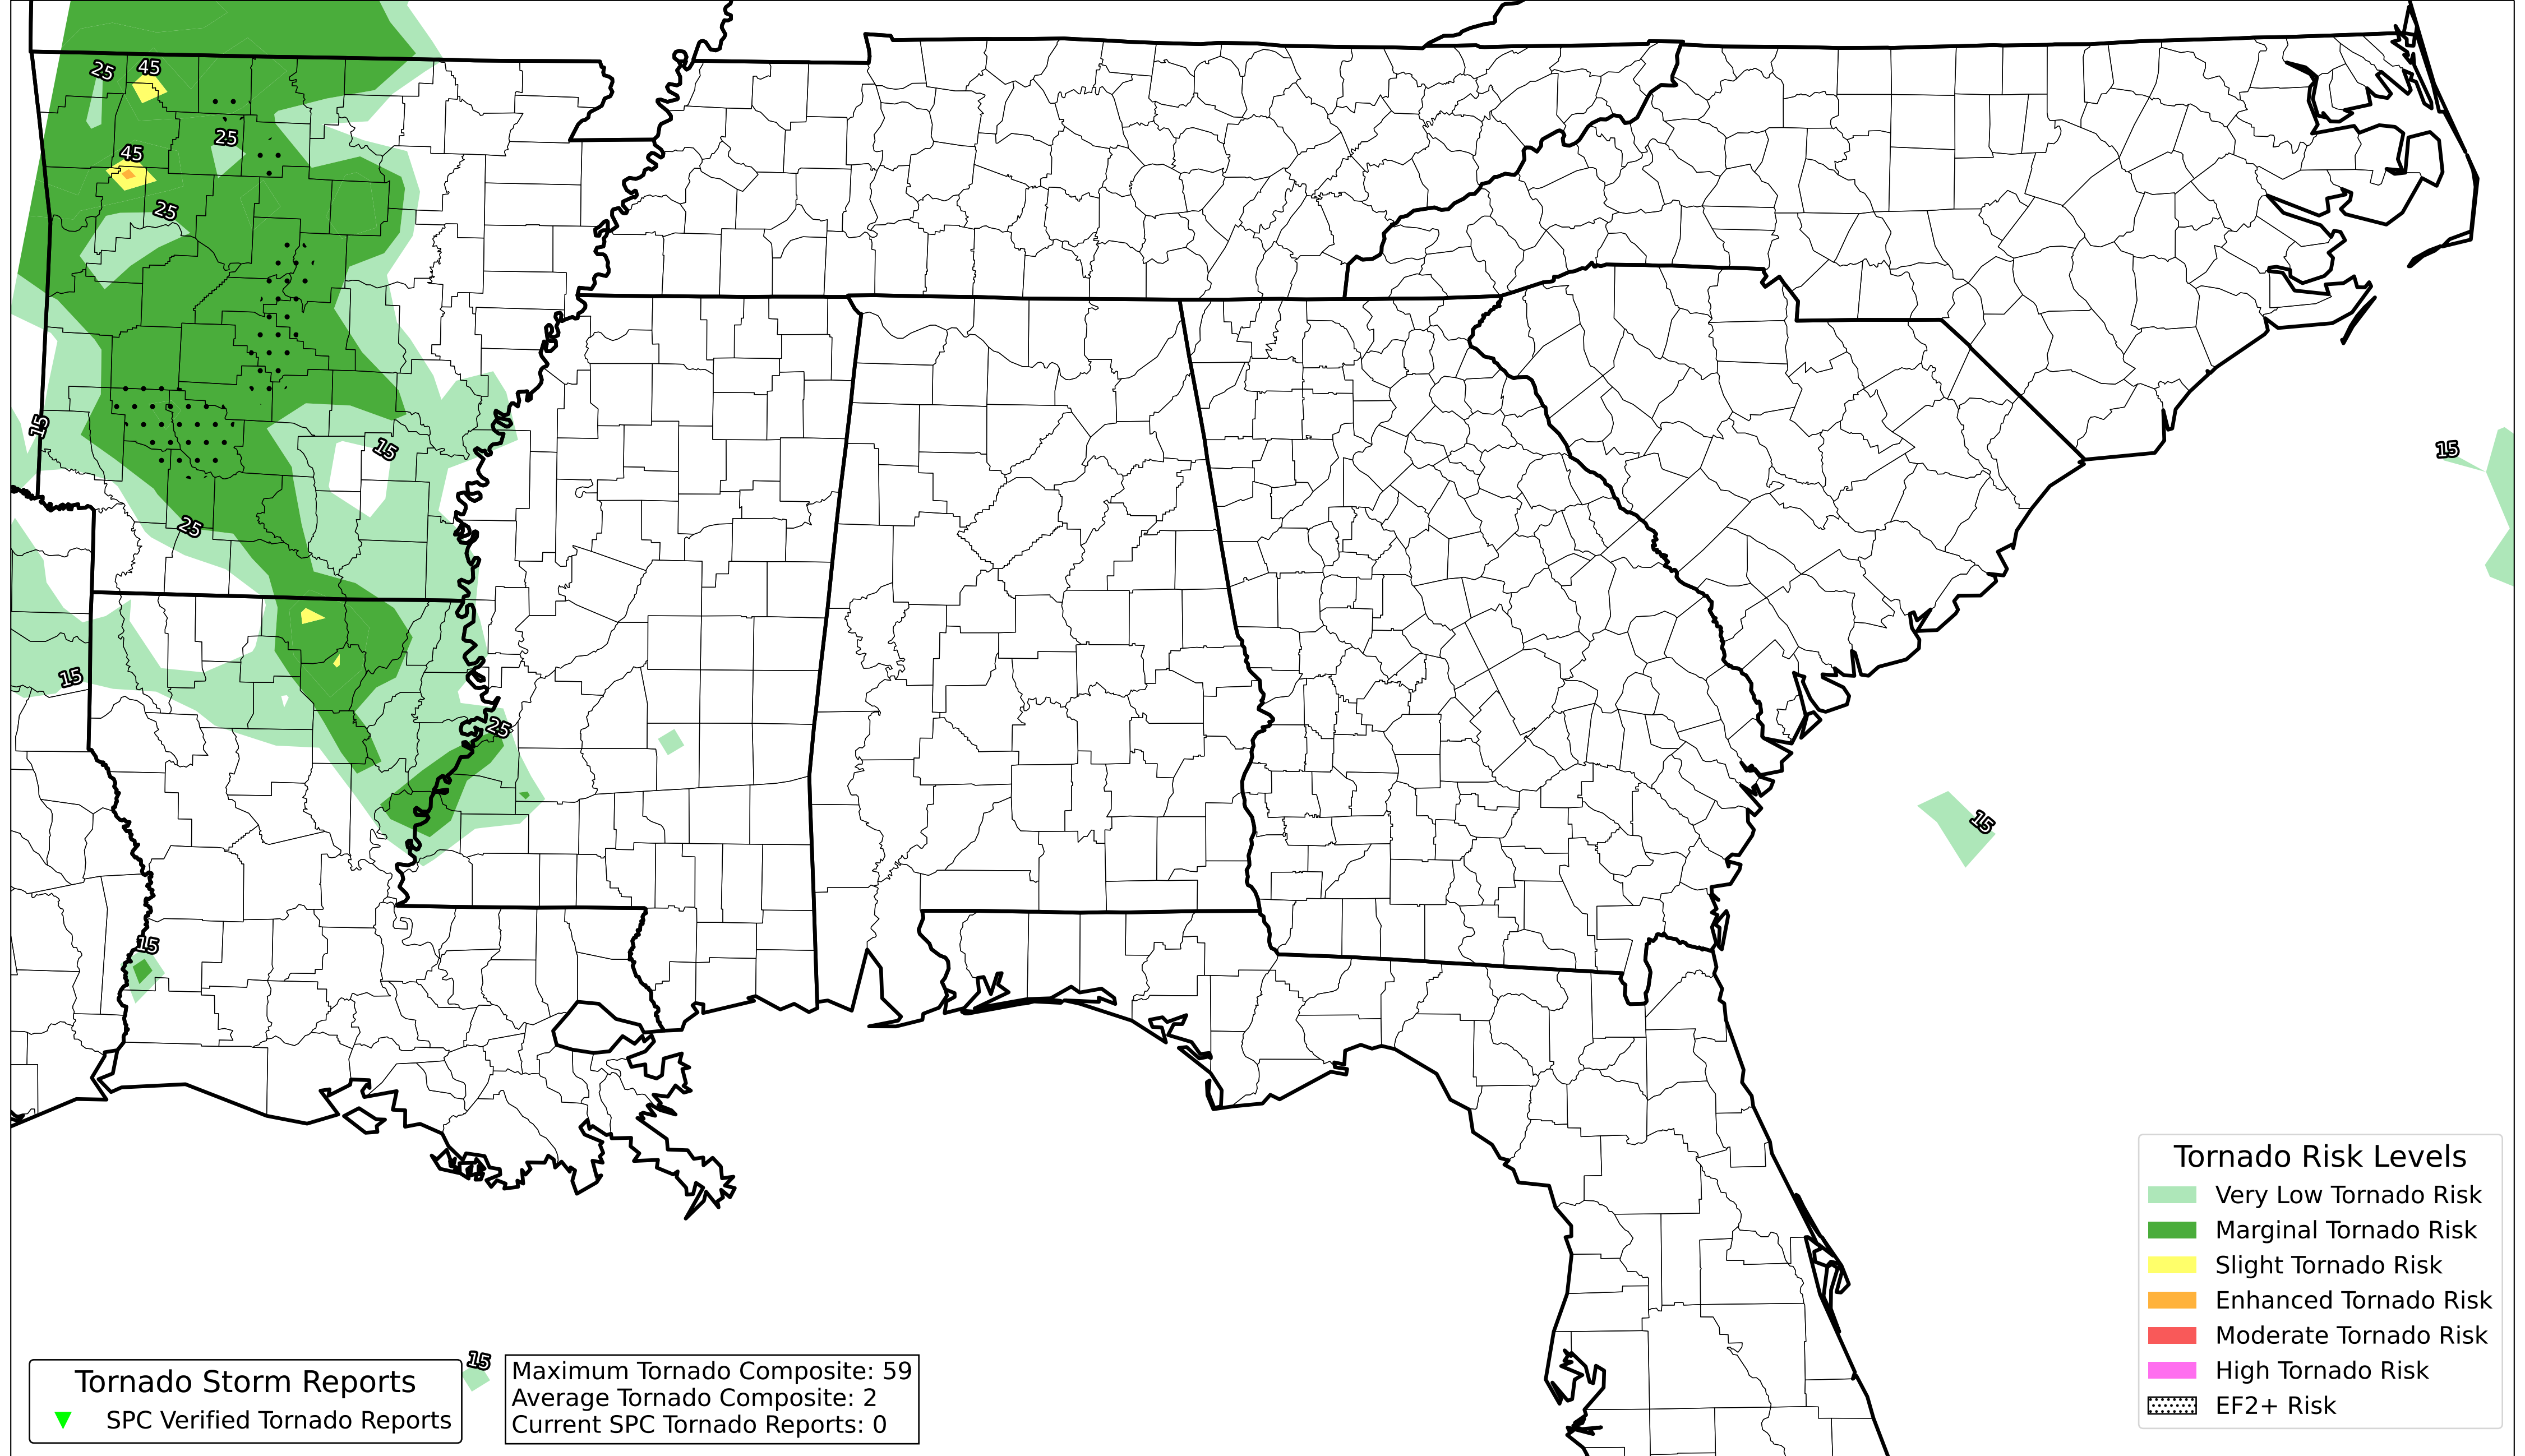 25
45
25
45
25
15
15
15
25
15
25
15
15
15
Tornado Storm Reports
SPC Verified Tornado Reports
Maximum Tornado Composite: 59
Average Tornado Composite: 2
Current SPC Tornado Reports: 0
Tornado Risk Levels
Very Low Tornado Risk
Marginal Tornado Risk
Slight Tornado Risk
Enhanced Tornado Risk
Moderate Tornado Risk
High Tornado Risk
EF2+ Risk